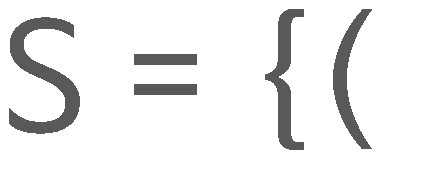 S = {(